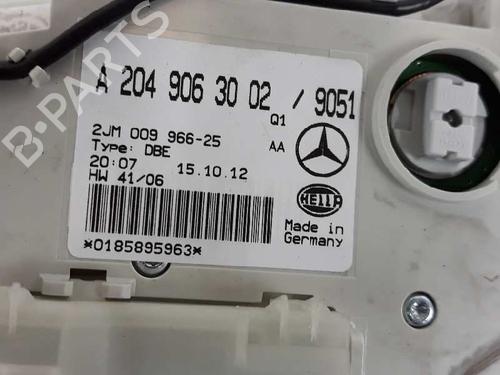 A 204 906 30 02 / 9051
Q1
2JM 009 966-25
AA
Type: DBE
20:07 15.10.12
HW 41/06
HELLA
Made in
Germany
*0185895963*
B-PARTS